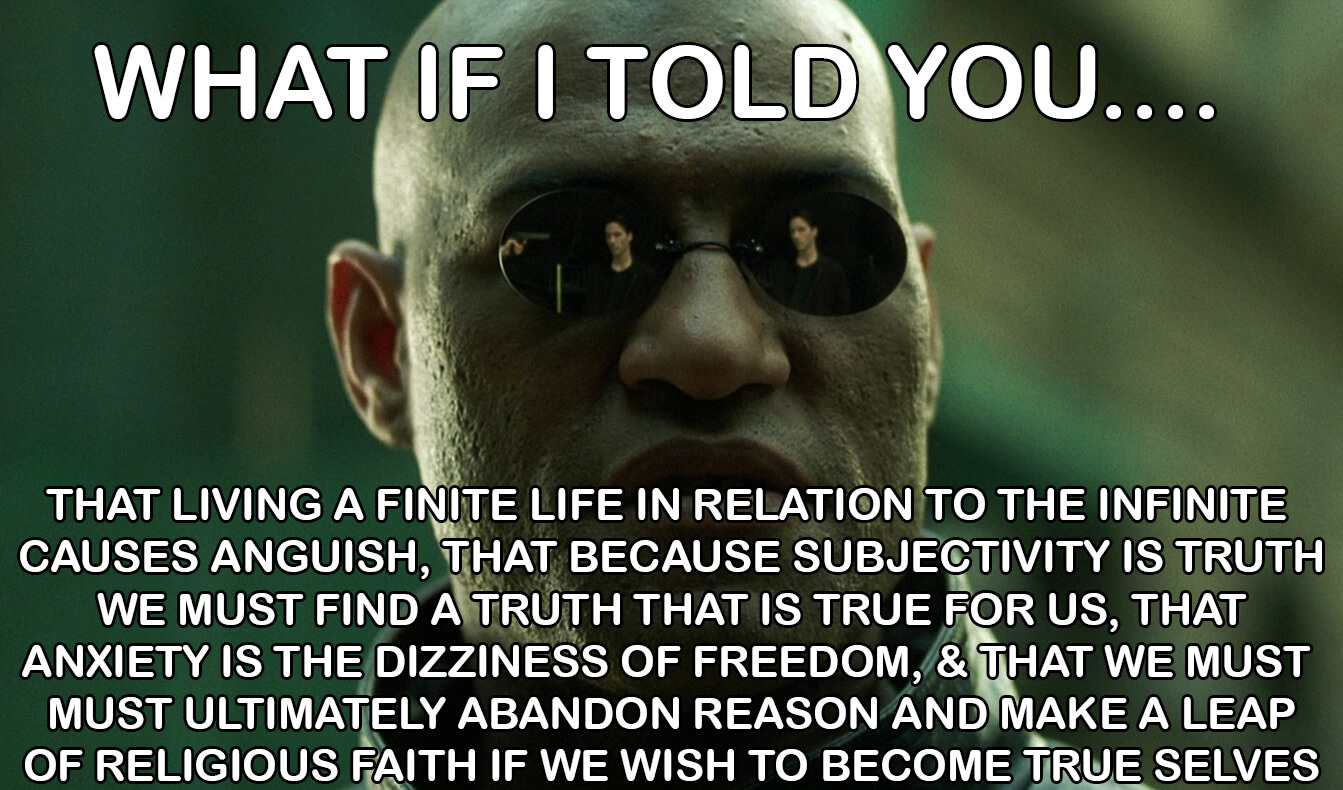 WHAT IF I TOLD YOU....
THAT LIVING A FINITE LIFE IN RELATION TO THE INFINITE
CAUSES ANGUISH, THAT BECAUSE SUBJECTIVITY IS TRUTH
WE MUST FIND A TRUTH THAT IS TRUE FOR US, THAT
ANXIETY IS THE DIZZINESS OF FREEDOM, & THAT WE MUST
MUST ULTIMATELY ABANDON REASON AND MAKE A LEAP
OF RELIGIOUS FAITH IF WE WISH TO BECOME TRUE SELVES